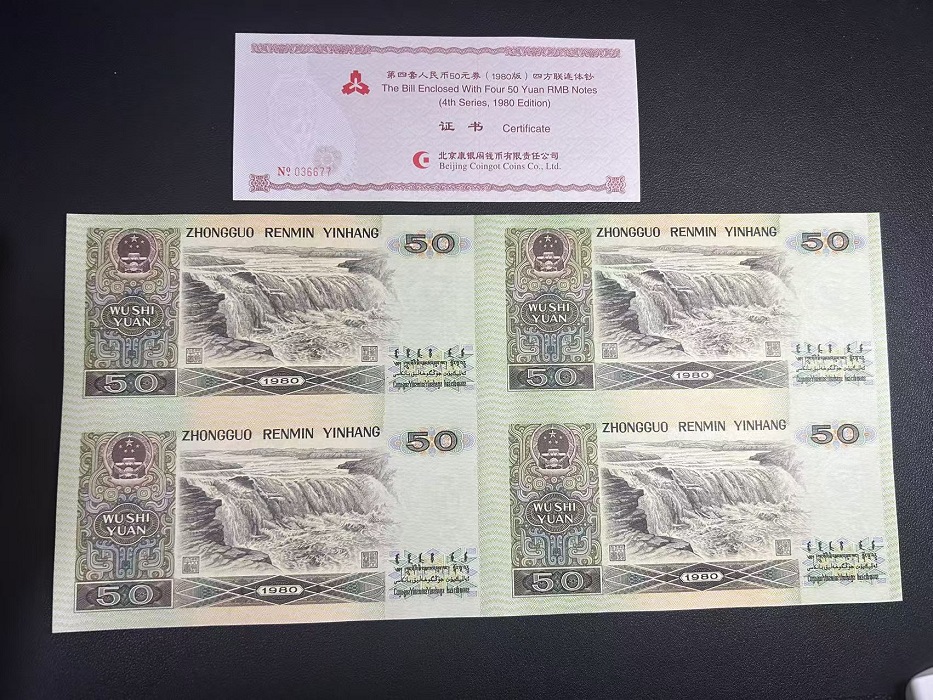 第四套人民币50元券（1980版）四方联连体钞
The Bill Enclosed With Four 50 Yuan RMB Notes
(4th Series, 1980 Edition)
证 书 Certificate
北京康银阁钱币有限责任公司
Beijing Coingot Coins Co., Ltd.
Nº 036677
ZHONGGUO RENMIN YINHANG
50
WU SHI
YUAN
50
1980
ZHONGGUO RENMIN YINHANG
50
WU SHI
YUAN
50
1980
ZHONGGUO RENMIN YINHANG
50
WU SHI
YUAN
50
1980
ZHONGGUO RENMIN YINHANG
50
WU SHI
YUAN
50
1980